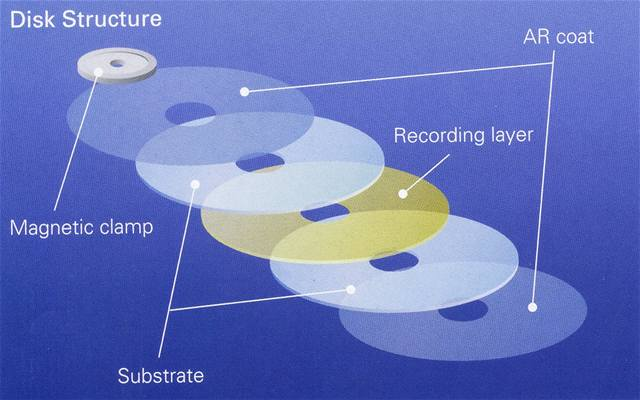 Disk Structure
AR coat
Recording layer
Magnetic clamp
Substrate